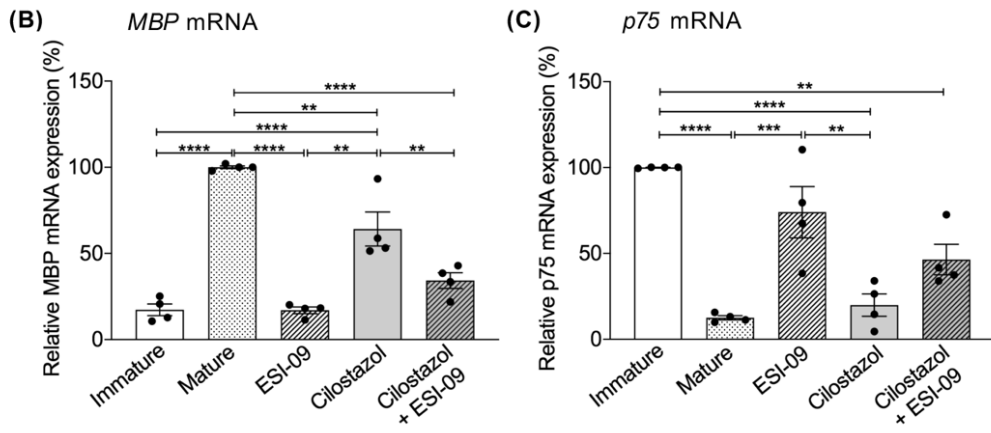 (B) MBP mRNA
Relative MBP mRNA expression (%)
150
100
50
0
****
**
****
**** **** ** **
Immature
Mature
ESI-09
Cilostazol
Cilostazol
+ ESI-09
(C) p75 mRNA
Relative p75 mRNA expression (%)
150
100
50
0
**
****
**** *** **
Immature
Mature
ESI-09
Cilostazol
Cilostazol
+ ESI-09